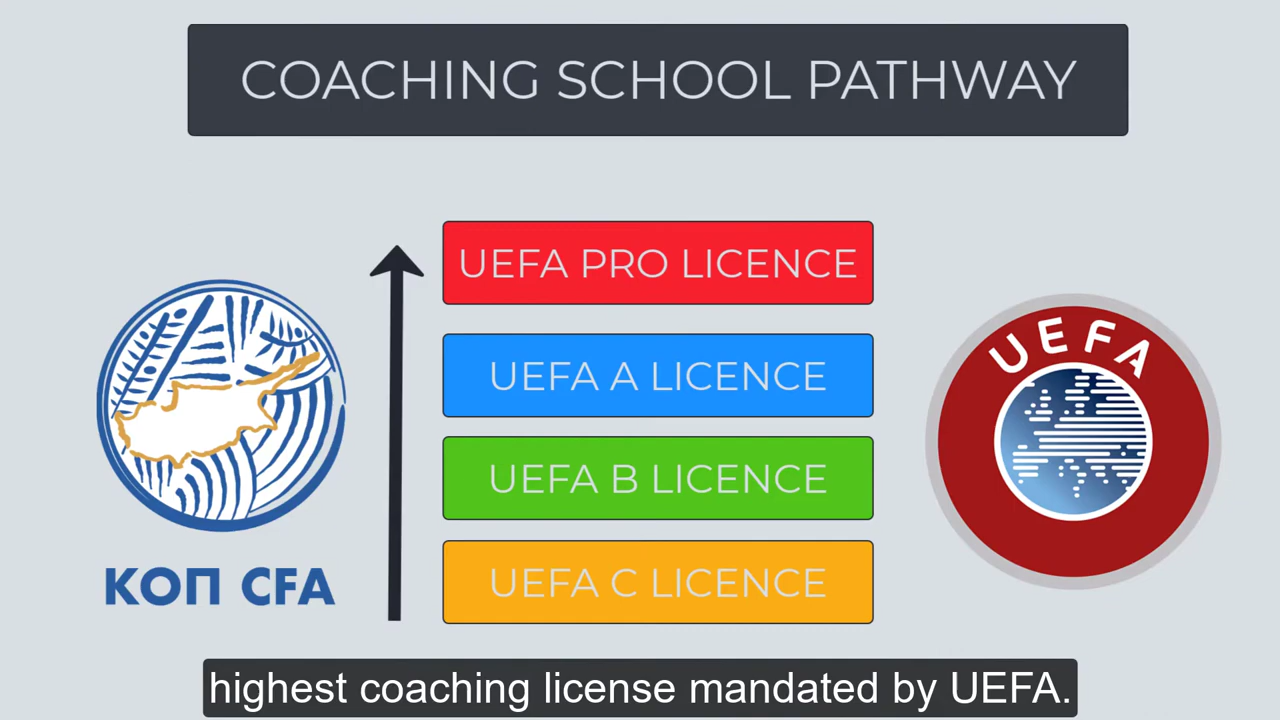 COACHING SCHOOL PATHWAY
UEFA PRO LICENCE
UEFA A LICENCE
UEFA B LICENCE
UEFA C LICENCE
ΚΟΠ CFA
UEFA
highest coaching license mandated by UEFA.